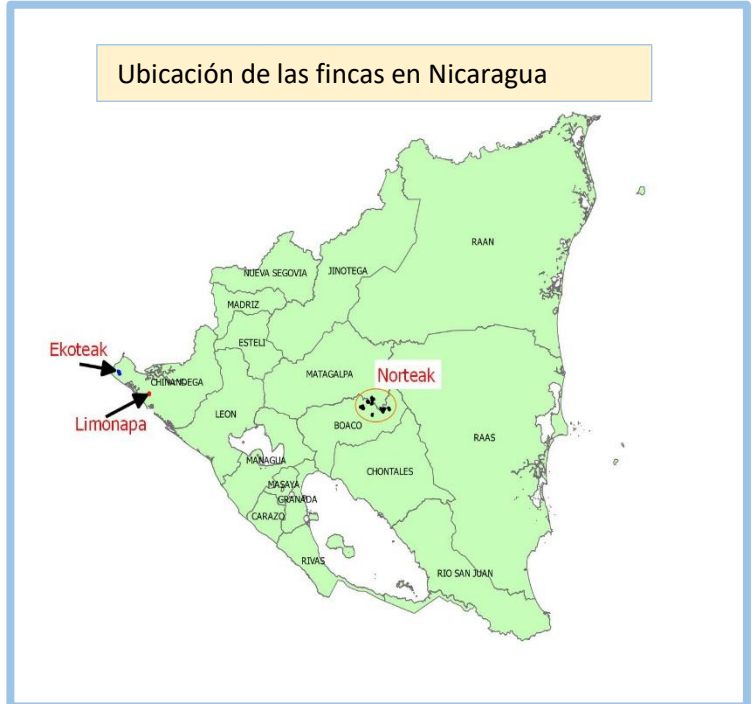 Ubicación de las fincas en Nicaragua
RAAN
NUEVA SEGOVIA
JINOTEGA
MADRIZ
ESTELI
Ekoteak
MATAGALPA
Norteak
CHINANDEGA
LEON
Limonapa
BOACO
RAAS
MANAGUA
CHONTALES
MASAYA
GRANADA
CARAZO
RIVAS
RIO SAN JUAN